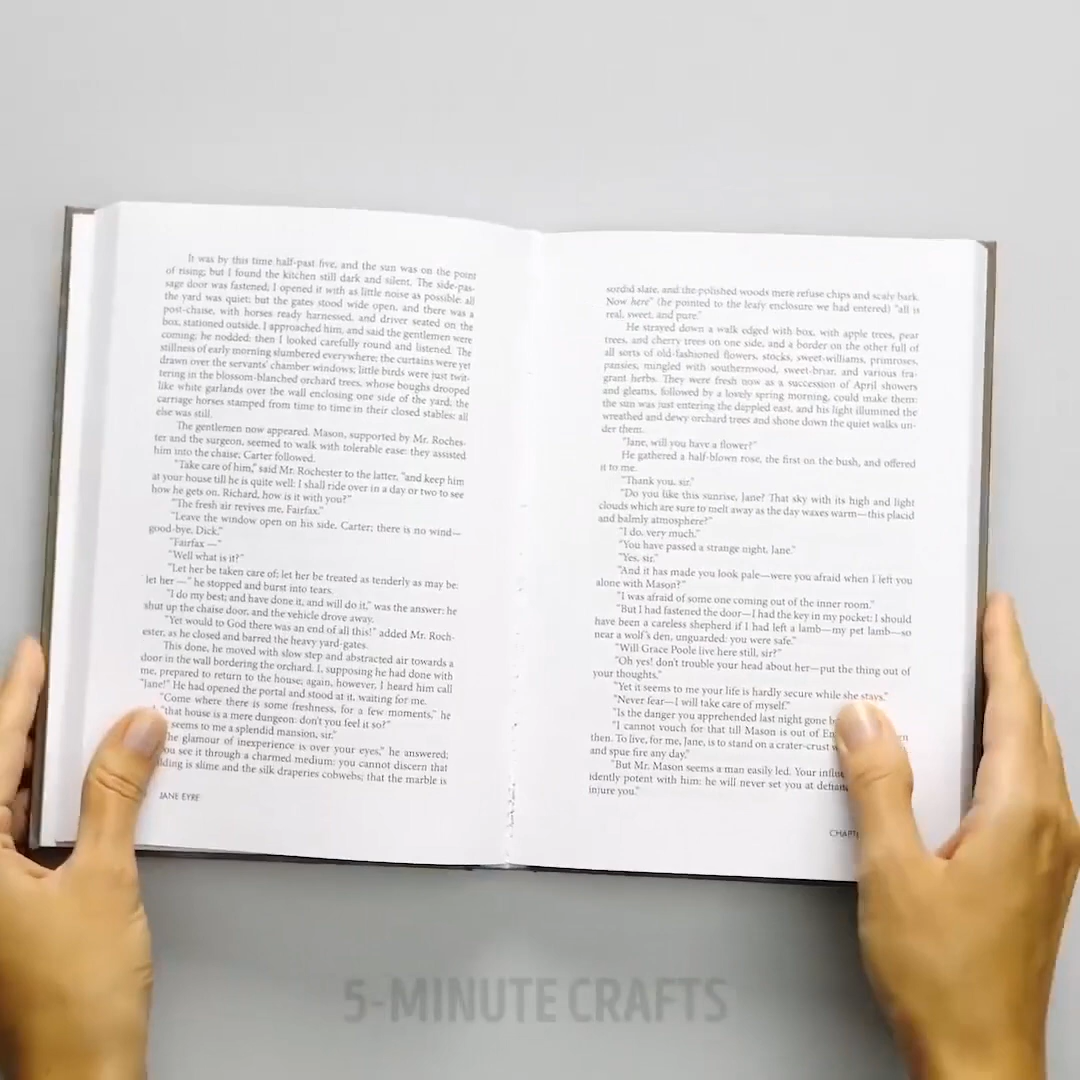 It was by this time half-past five, and the sun was on the point
of rising; but I found the kitchen still dark and silent. The side-pas-
sage door was fastened; I opened it with as little noise as possible: all
the yard was quiet; but the gates stood wide open, and there was a
post-chaise, with horses ready harnessed, and driver seated on the
box, stationed outside. I approached him, and said the gentlemen were
coming; he nodded: then I looked carefully round and listened. The
stillness of early morning slumbered everywhere; the curtains were yet
drawn over the servants' chamber windows; little birds were just twit-
tering in the blossom-blanched orchard trees, whose boughs drooped
like white garlands over the wall enclosing one side of the yard; the
carriage horses stamped from time to time in their closed stables: all
else was still.
The gentlemen now appeared. Mason, supported by Mr. Roches-
ter and the surgeon, seemed to walk with tolerable ease: they assisted
him into the chaise; Carter followed.
"Take care of him," said Mr. Rochester to the latter, "and keep him
at your house till he is quite well: I shall ride over in a day or two to see
how he gets on. Richard, how is it with you?"
"The fresh air revives me, Fairfax."
"Leave the window open on his side, Carter; there is no wind—
good-bye, Dick."
"Fairfax —"
"Well what is it?"
"Let her be taken care of; let her be treated as tenderly as may be:
let her —" he stopped and burst into tears.
"I do my best; and have done it, and will do it," was the answer: he
shut up the chaise door, and the vehicle drove away.
"Yet would to God there was an end of all this!" added Mr. Roch-
ester, as he closed and barred the heavy yard-gates.
This done, he moved with slow step and abstracted air towards a
door in the wall bordering the orchard. I, supposing he had done with
me, prepared to return to the house; again, however, I heard him call
"Jane!" He had opened the portal and stood at it, waiting for me.
"Come where there is some freshness, for a few moments," he
"that house is a mere dungeon: don't you feel it so?"
seems to me a splendid mansion, sir."
he glamour of inexperience is over your eyes," he answered;
ou see it through a charmed medium: you cannot discern that
lding is slime and the silk draperies cobwebs; that the marble is
JANE EYRE
sordid slate, and the polished woods mere refuse chips and scaly bark.
Now here" (he pointed to the leafy enclosure we had entered) "all is
real, sweet, and pure."
He strayed down a walk edged with box, with apple trees, pear
trees, and cherry trees on one side, and a border on the other full of
all sorts of old-fashioned flowers, stocks, sweet-williams, primroses,
pansies, mingled with southernwood, sweet-briar, and various fra-
grant herbs. They were fresh now as a succession of April showers
and gleams, followed by a lovely spring morning, could make them:
the sun was just entering the dappled east, and his light illumined the
wreathed and dewy orchard trees and shone down the quiet walks un-
der them.
"Jane, will you have a flower?"
He gathered a half-blown rose, the first on the bush, and offered
it to me.
"Thank you, sir."
"Do you like this sunrise, Jane? That sky with its high and light
clouds which are sure to melt away as the day waxes warm—this placid
and balmly atmosphere?"
"I do, very much."
"You have passed a strange night, Jane."
"Yes, sir."
"And it has made you look pale—were you afraid when I left you
alone with Mason?"
"I was afraid of some one coming out of the inner room."
"But I had fastened the door—I had the key in my pocket: I should
have been a careless shepherd if I had left a lamb—my pet lamb—so
near a wolf's den, unguarded: you were safe."
"Will Grace Poole live here still, sir?"
"Oh yes! don't trouble your head about her—put the thing out of
your thoughts."
"Yet it seems to me your life is hardly secure while she stays."
"Never fear—I will take care of myself."
"Is the danger you apprehended last night gone
"I cannot vouch for that till Mason is out of
then. To live, for me, Jane, is to stand on a crater-crust
and spue fire any day."
"But Mr. Mason seems a man easily led. Your
idently potent with him: he will never set you at
injure you."
5-MINUTE CRAFTS